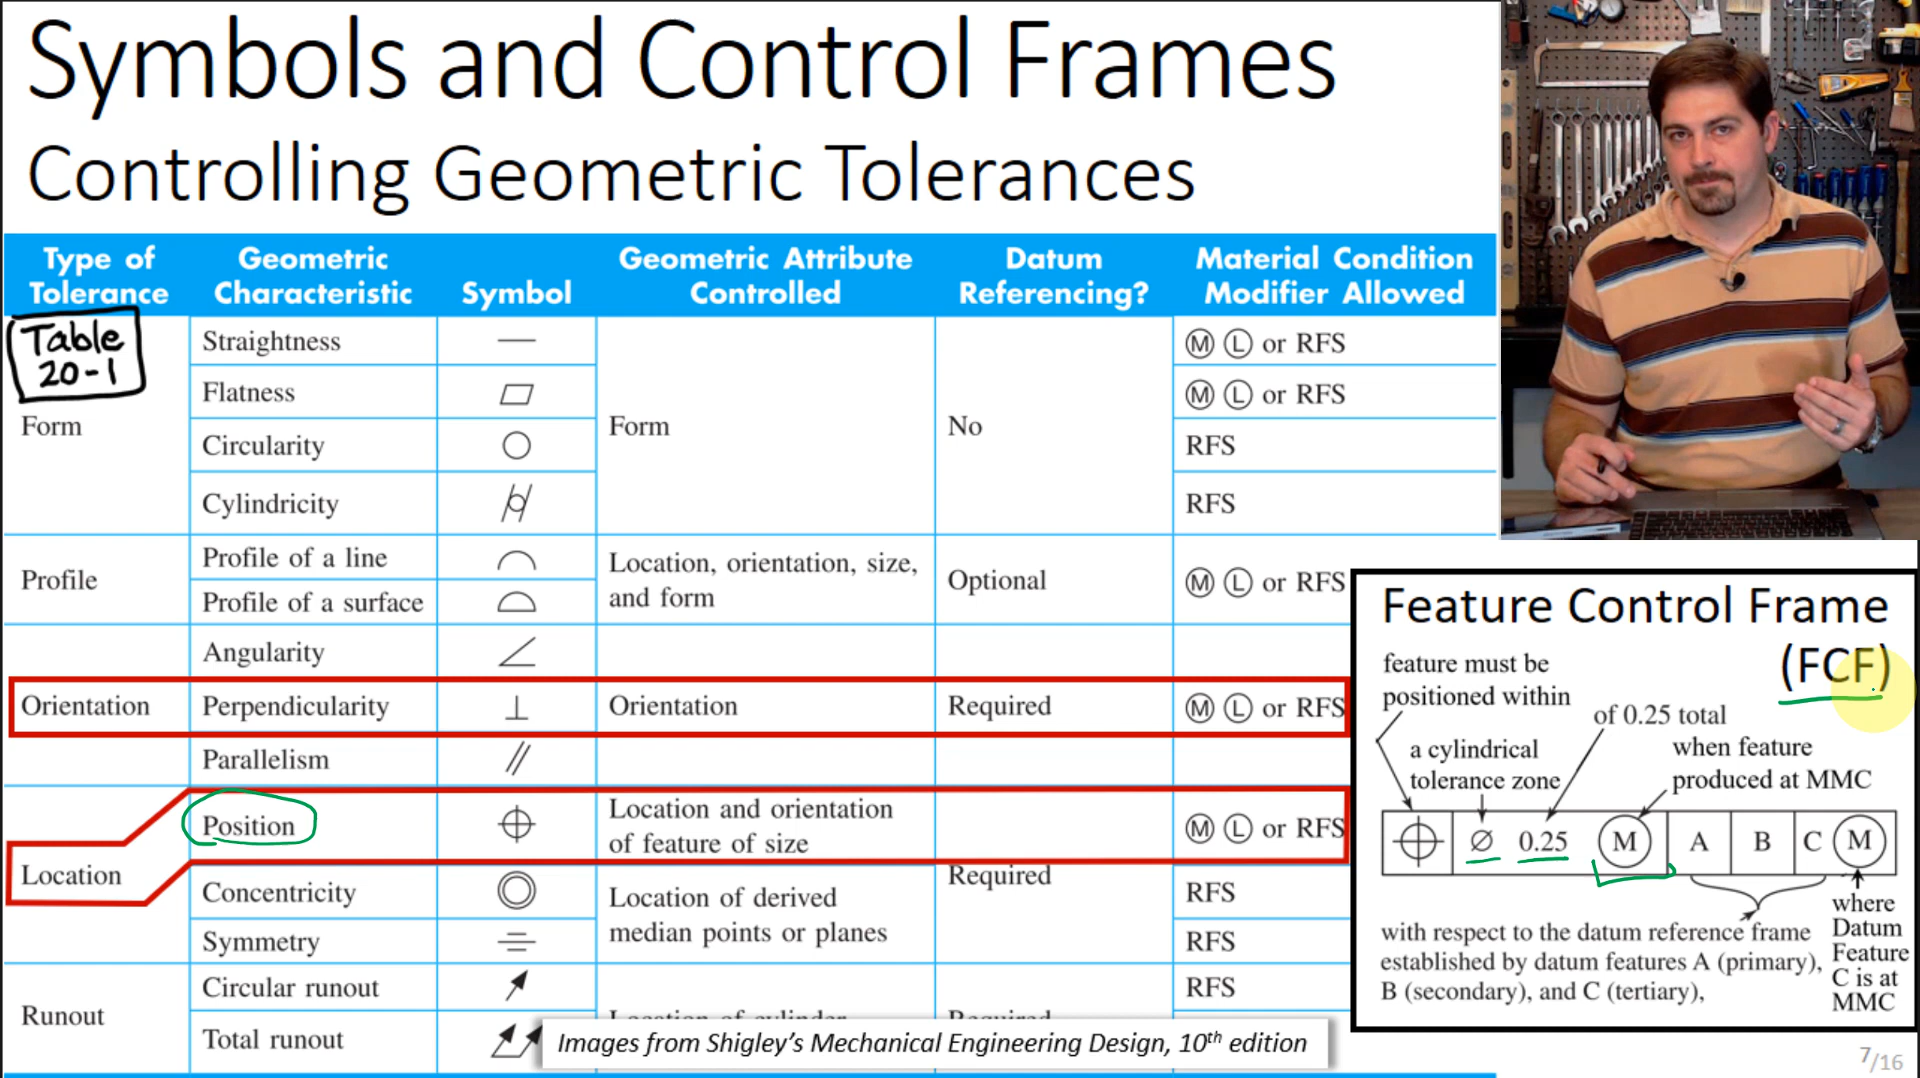 Symbols and Control Frames
Controlling Geometric Tolerances
Type of Tolerance
Geometric Characteristic
Symbol
Geometric Attribute Controlled
Datum Referencing?
Material Condition Modifier Allowed
Table
20-1
Form
Straightness
Form
No
Ⓜ Ⓛ or RFS
Flatness
Ⓜ Ⓛ or RFS
Circularity
RFS
Cylindricity
RFS
Profile
Profile of a line
Location, orientation, size,
and form
Optional
Ⓜ Ⓛ or RFS
Profile of a surface
Angularity
Orientation
Perpendicularity
Orientation
Required
Ⓜ Ⓛ or RFS
Parallelism
Location
Position
Location and orientation
of feature of size
Ⓜ Ⓛ or RFS
Required
Concentricity
Location of derived
median points or planes
RFS
Symmetry
RFS
Runout
Circular runout
RFS
Location of cylinder
Required
Total runout
Images from Shigley's Mechanical Engineering Design, 10th edition
Feature Control Frame
(FCF)
feature must be
positioned within
of 0.25 total
a cylindrical
tolerance zone
when feature
produced at MMC
⌀ 0.25 Ⓜ A B C Ⓜ
with respect to the datum reference frame
established by datum features A (primary),
B (secondary), and C (tertiary),
where
Datum
Feature
C is at
MMC
7/16